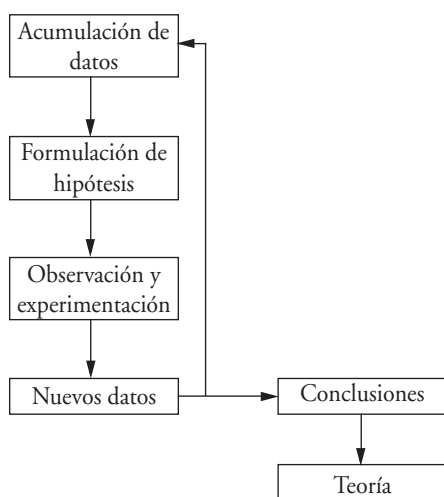 Acumulación de
datos
Formulación de
hipótesis
Observación y
experimentación
Nuevos datos
Conclusiones
Teoría